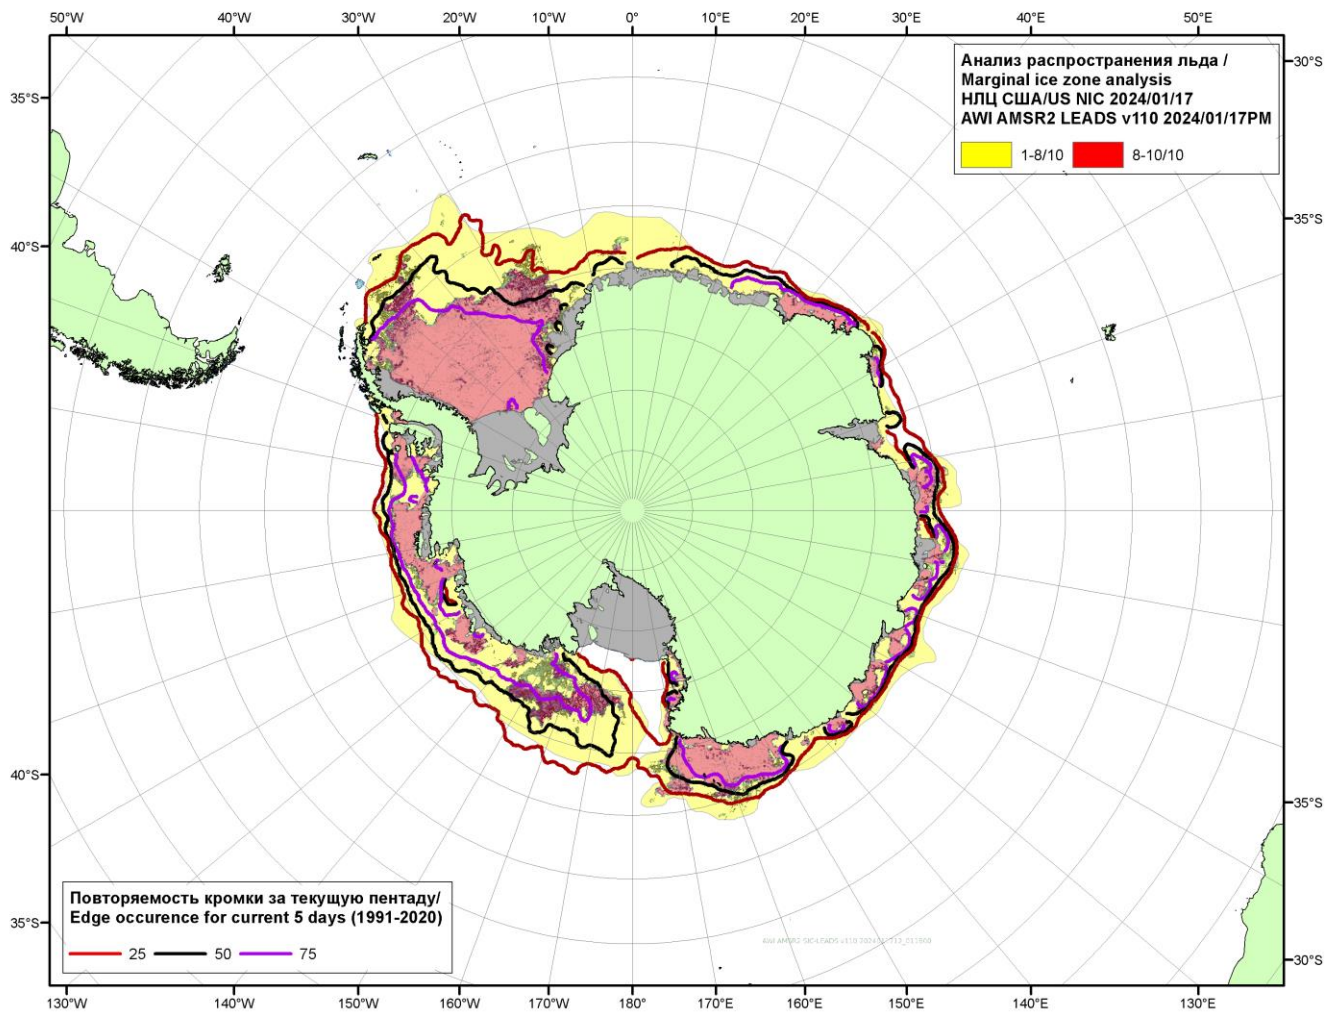 50°W 40°W 30°W 20°W 10°W 0° 10°E 20°E 30°E 40°E 50°E
Анализ распространения льда /
Marginal ice zone analysis
НЛЦ США/US NIC 2024/01/17
AWI AMSR2 LEADS v110 2024/01/17PM
1-8/10 8-10/10
30°S
35°S
35°S
40°S
40°S
35°S
35°S
30°S
Повторяемость кромки за текущую пентаду/
Edge occurence for current 5 days (1991-2020)
25 50 75
130°W 140°W 150°W 160°W 170°W 180° 170°E 160°E 150°E 140°E 130°E